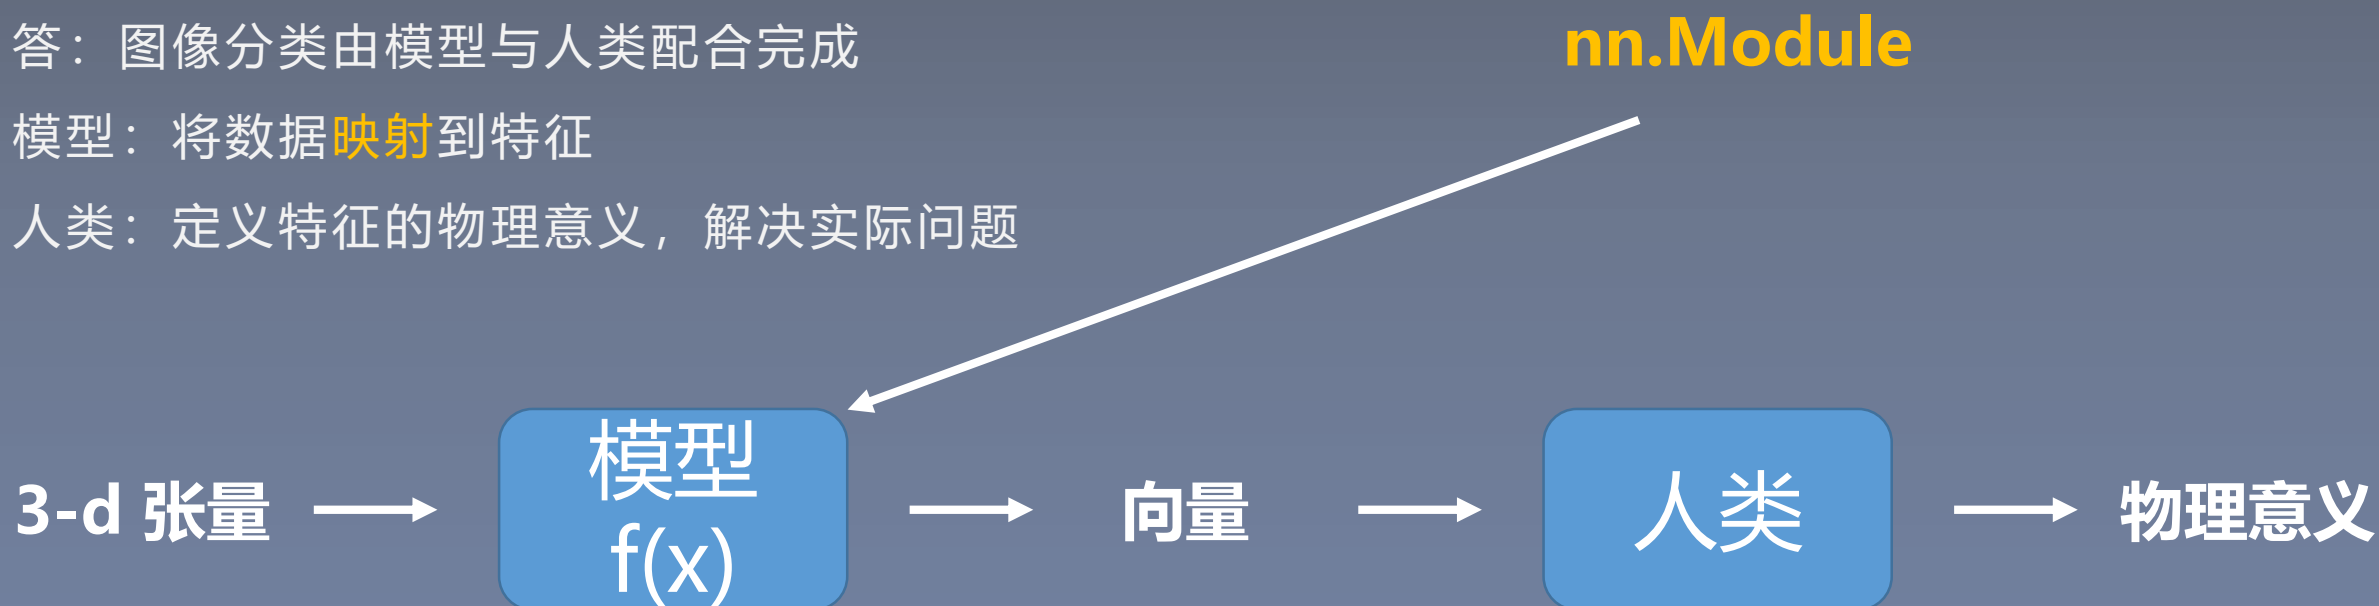 答：图像分类由模型与人类配合完成
nn.Module
模型：将数据映射到特征
人类：定义特征的物理意义，解决实际问题
3-d 张量
模型
f(x)
向量
人类
物理意义